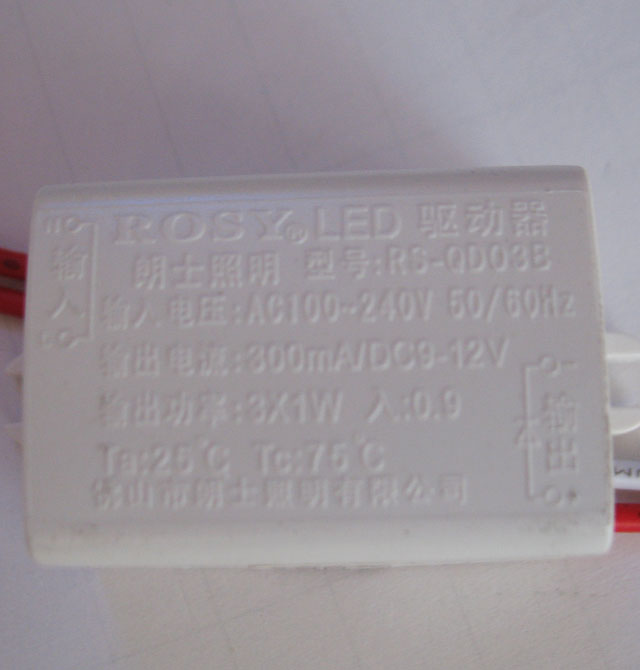 ROSY® LED 驱动器
朗士照明 型号:RS-QD03B
输入电压:AC100~240V 50/60Hz
输出电流:300mA/DC9-12V
输出功率:3X1W 入:0.9
Ta:25℃ Tc:75℃
佛山市朗士照明有限公司
输入
输出